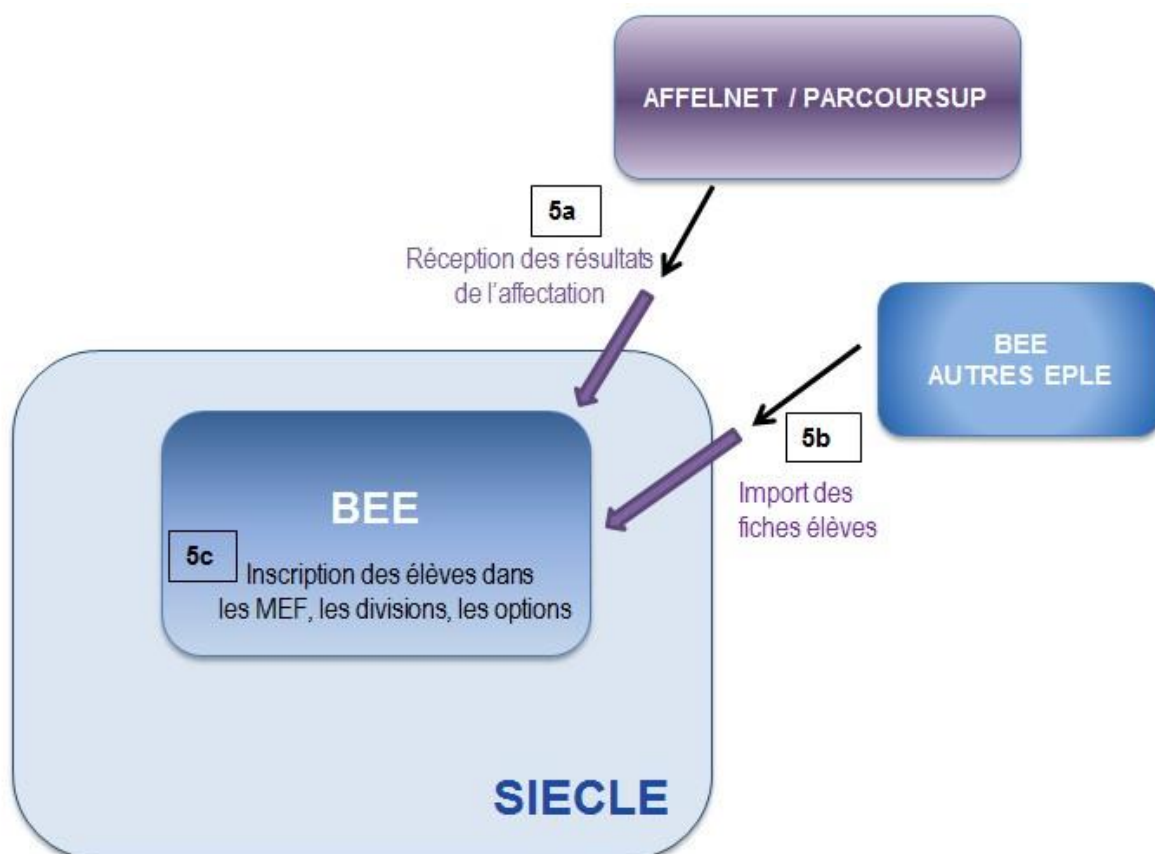 AFFELNET / PARCOURSUP
5a
Réception des résultats
de l'affectation
BEE
AUTRES EPLE
5b
Import des
fiches élèves
BEE
5c
Inscription des élèves dans
les MEF, les divisions, les options
SIECLE